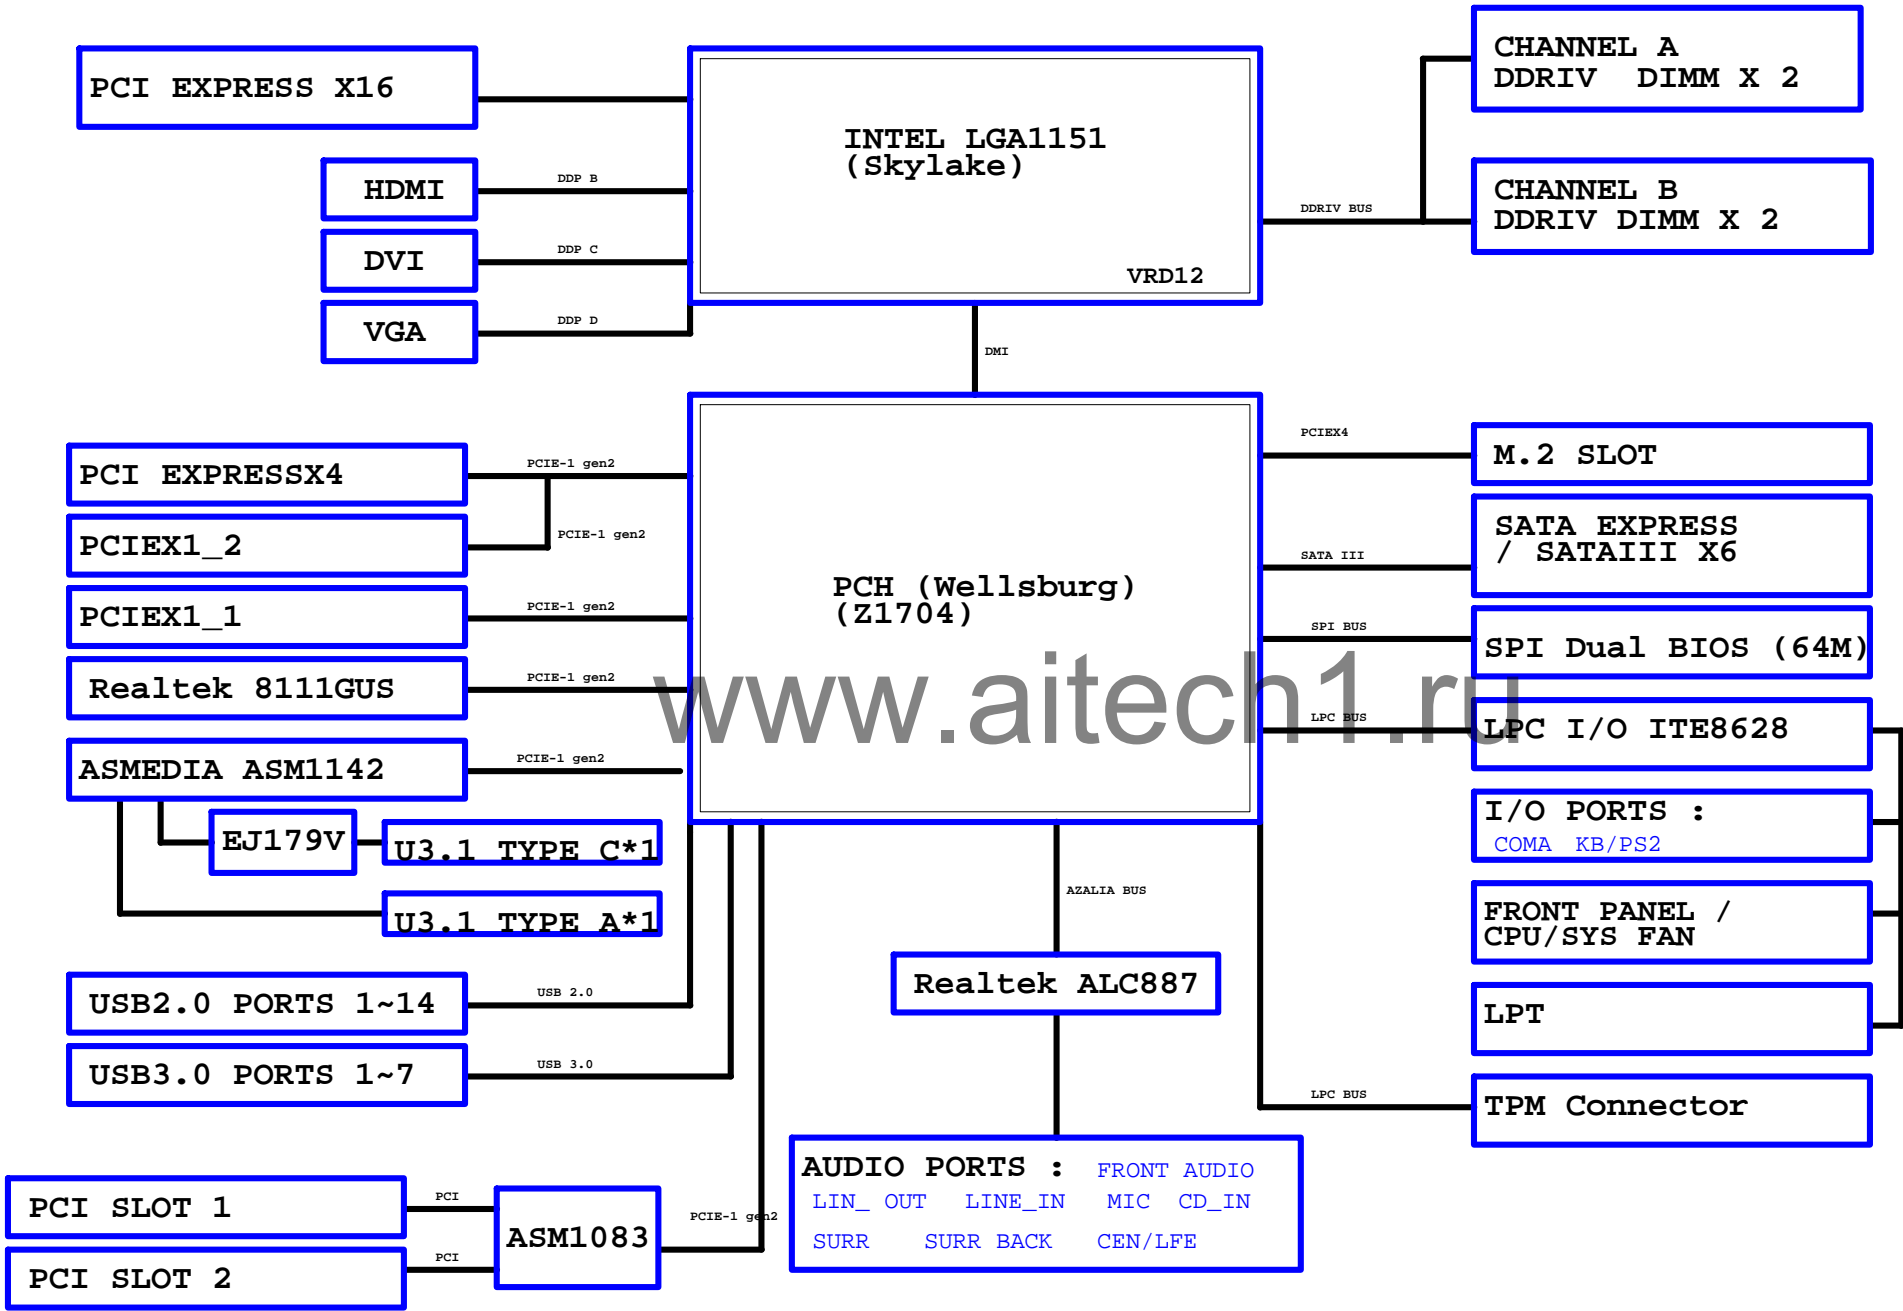 PCI EXPRESS X16
HDMI
DDP B
DVI
DDP C
VGA
DDP D
INTEL LGA1151
(Skylake)
VRD12
DDRIV BUS
CHANNEL A
DDRIV DIMM X 2
CHANNEL B
DDRIV DIMM X 2
DMI
PCI EXPRESSX4
PCIE-1 gen2
PCIEX1_2
PCIE-1 gen2
PCIEX1_1
PCIE-1 gen2
Realtek 8111GUS
PCIE-1 gen2
ASMEDIA ASM1142
PCIE-1 gen2
EJ179V
U3.1 TYPE C*1
U3.1 TYPE A*1
USB2.0 PORTS 1~14
USB 2.0
USB3.0 PORTS 1~7
USB 3.0
PCI SLOT 1
PCI
PCI SLOT 2
PCI
ASM1083
PCIE-1 gen2
PCH (Wellsburg)
(Z1704)
www.aitech1.ru
PCIEX4
M.2 SLOT
SATA III
SATA EXPRESS
/ SATAIII X6
SPI BUS
SPI Dual BIOS (64M)
LPC BUS
LPC I/O ITE8628
I/O PORTS :
COMA KB/PS2
FRONT PANEL /
CPU/SYS FAN
LPT
LPC BUS
TPM Connector
AZALIA BUS
Realtek ALC887
AUDIO PORTS : FRONT AUDIO
LIN_ OUT LINE_IN MIC CD_IN
SURR SURR BACK CEN/LFE